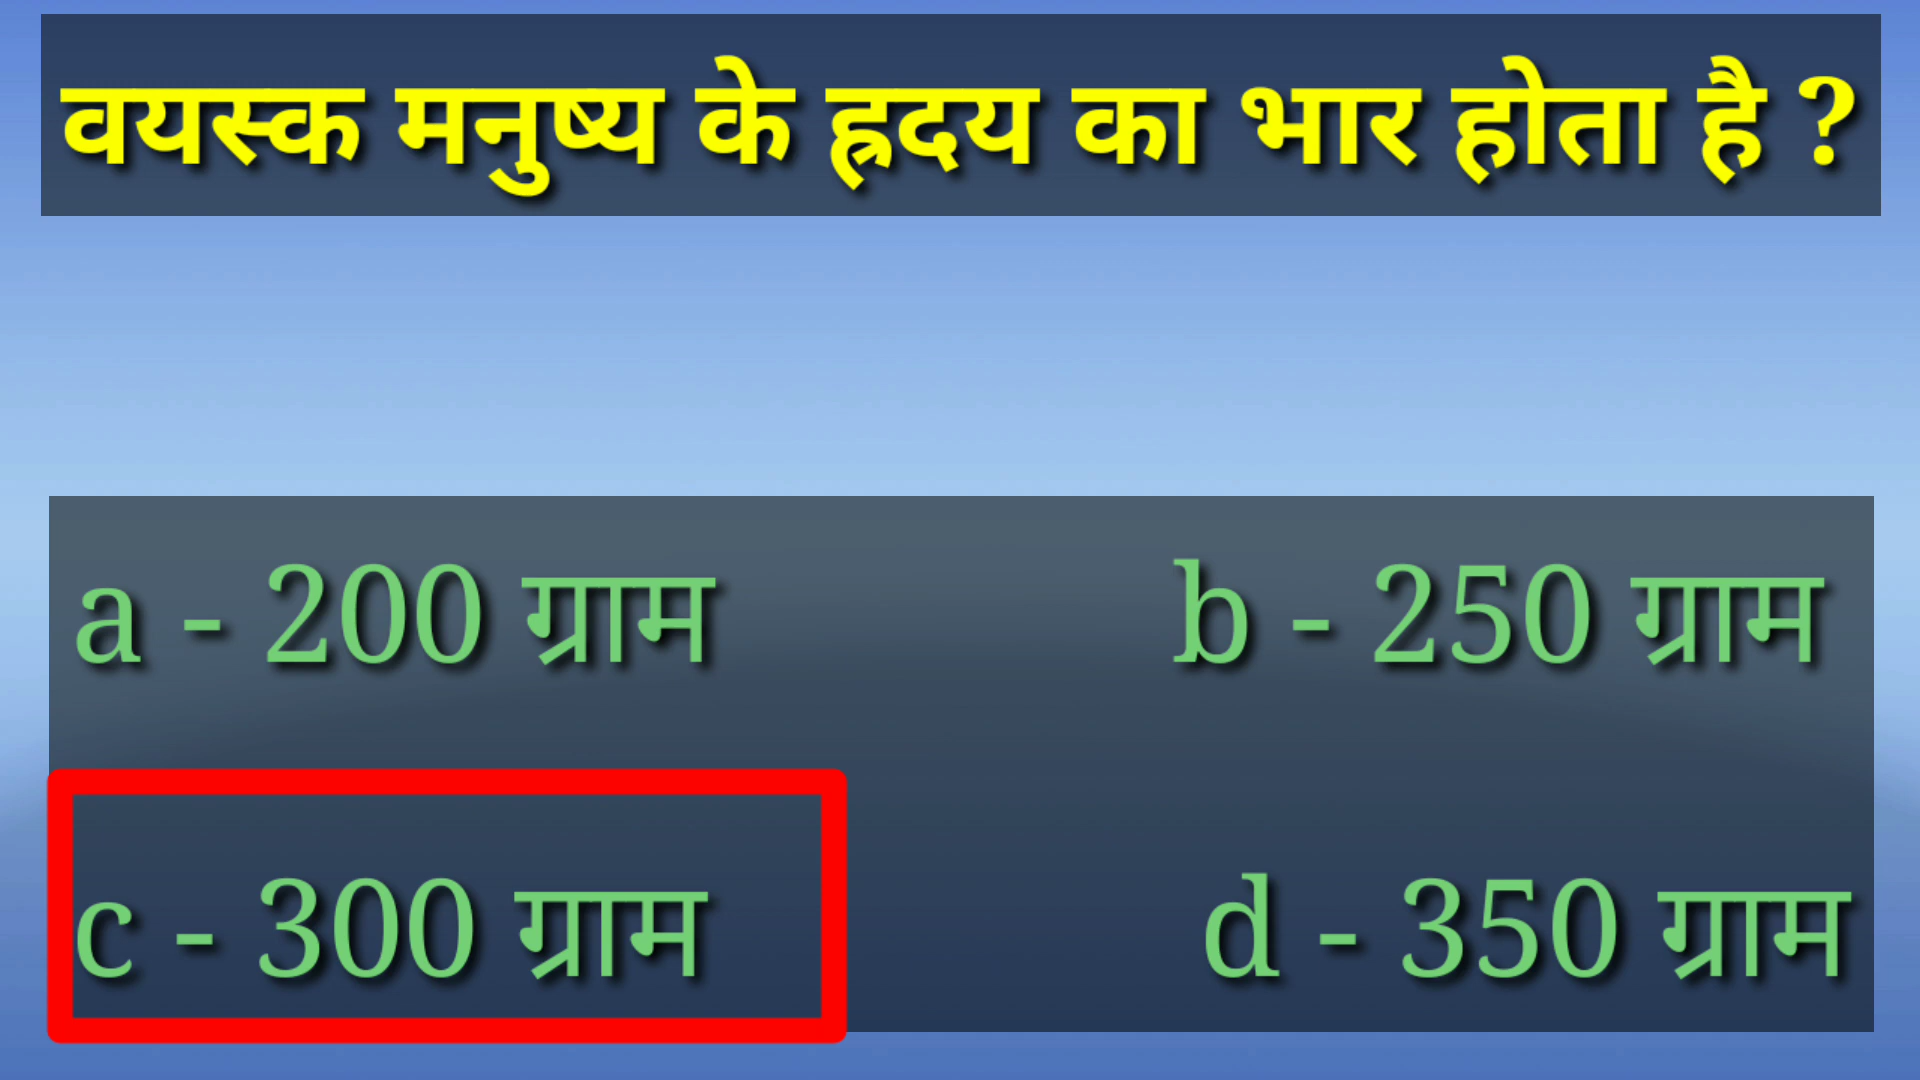 वयस्क मनुष्य के ह्रदय का भार होता है ?
a - 200 ग्राम b - 250 ग्राम
c - 300 ग्राम d - 350 ग्राम